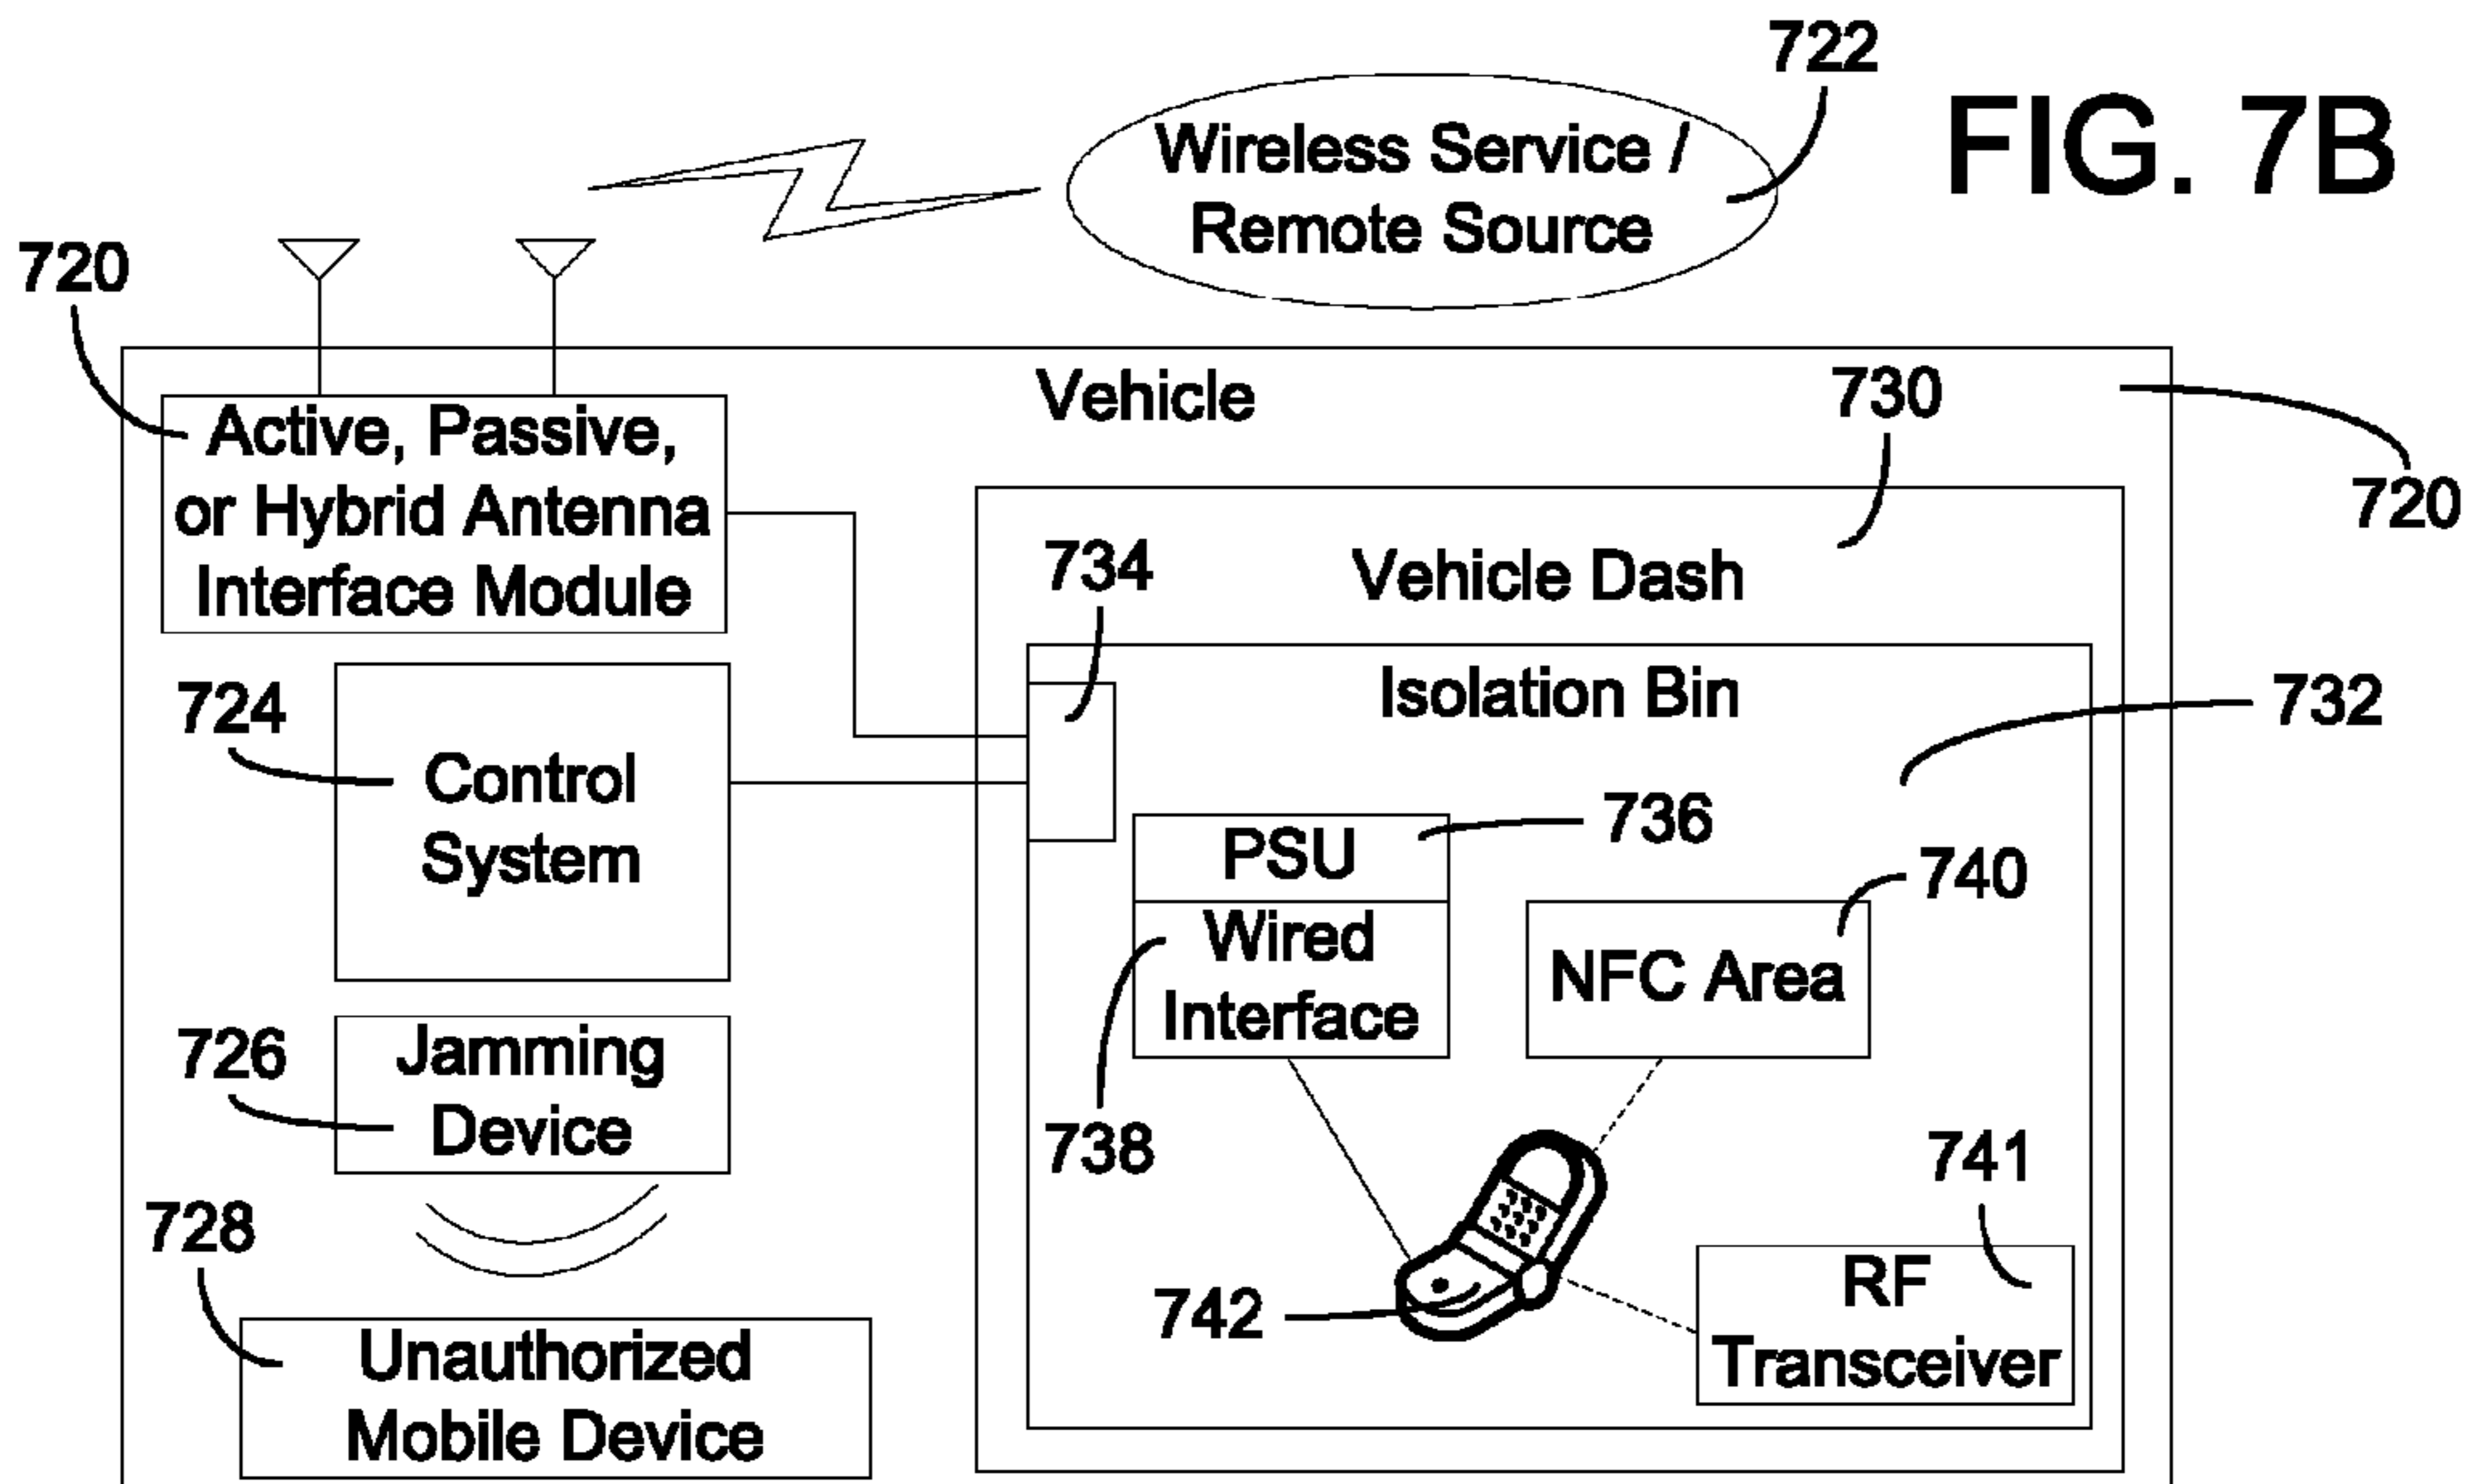 722
FIG. 7B
Wireless Service /
Remote Source
720
Vehicle
730
720
Active, Passive,
or Hybrid Antenna
Interface Module
734
Vehicle Dash
724
Control
System
Isolation Bin
732
736
PSU
740
Wired
Interface
NFC Area
726
Jamming
Device
738
741
728
742
RF
Transceiver
Unauthorized
Mobile Device